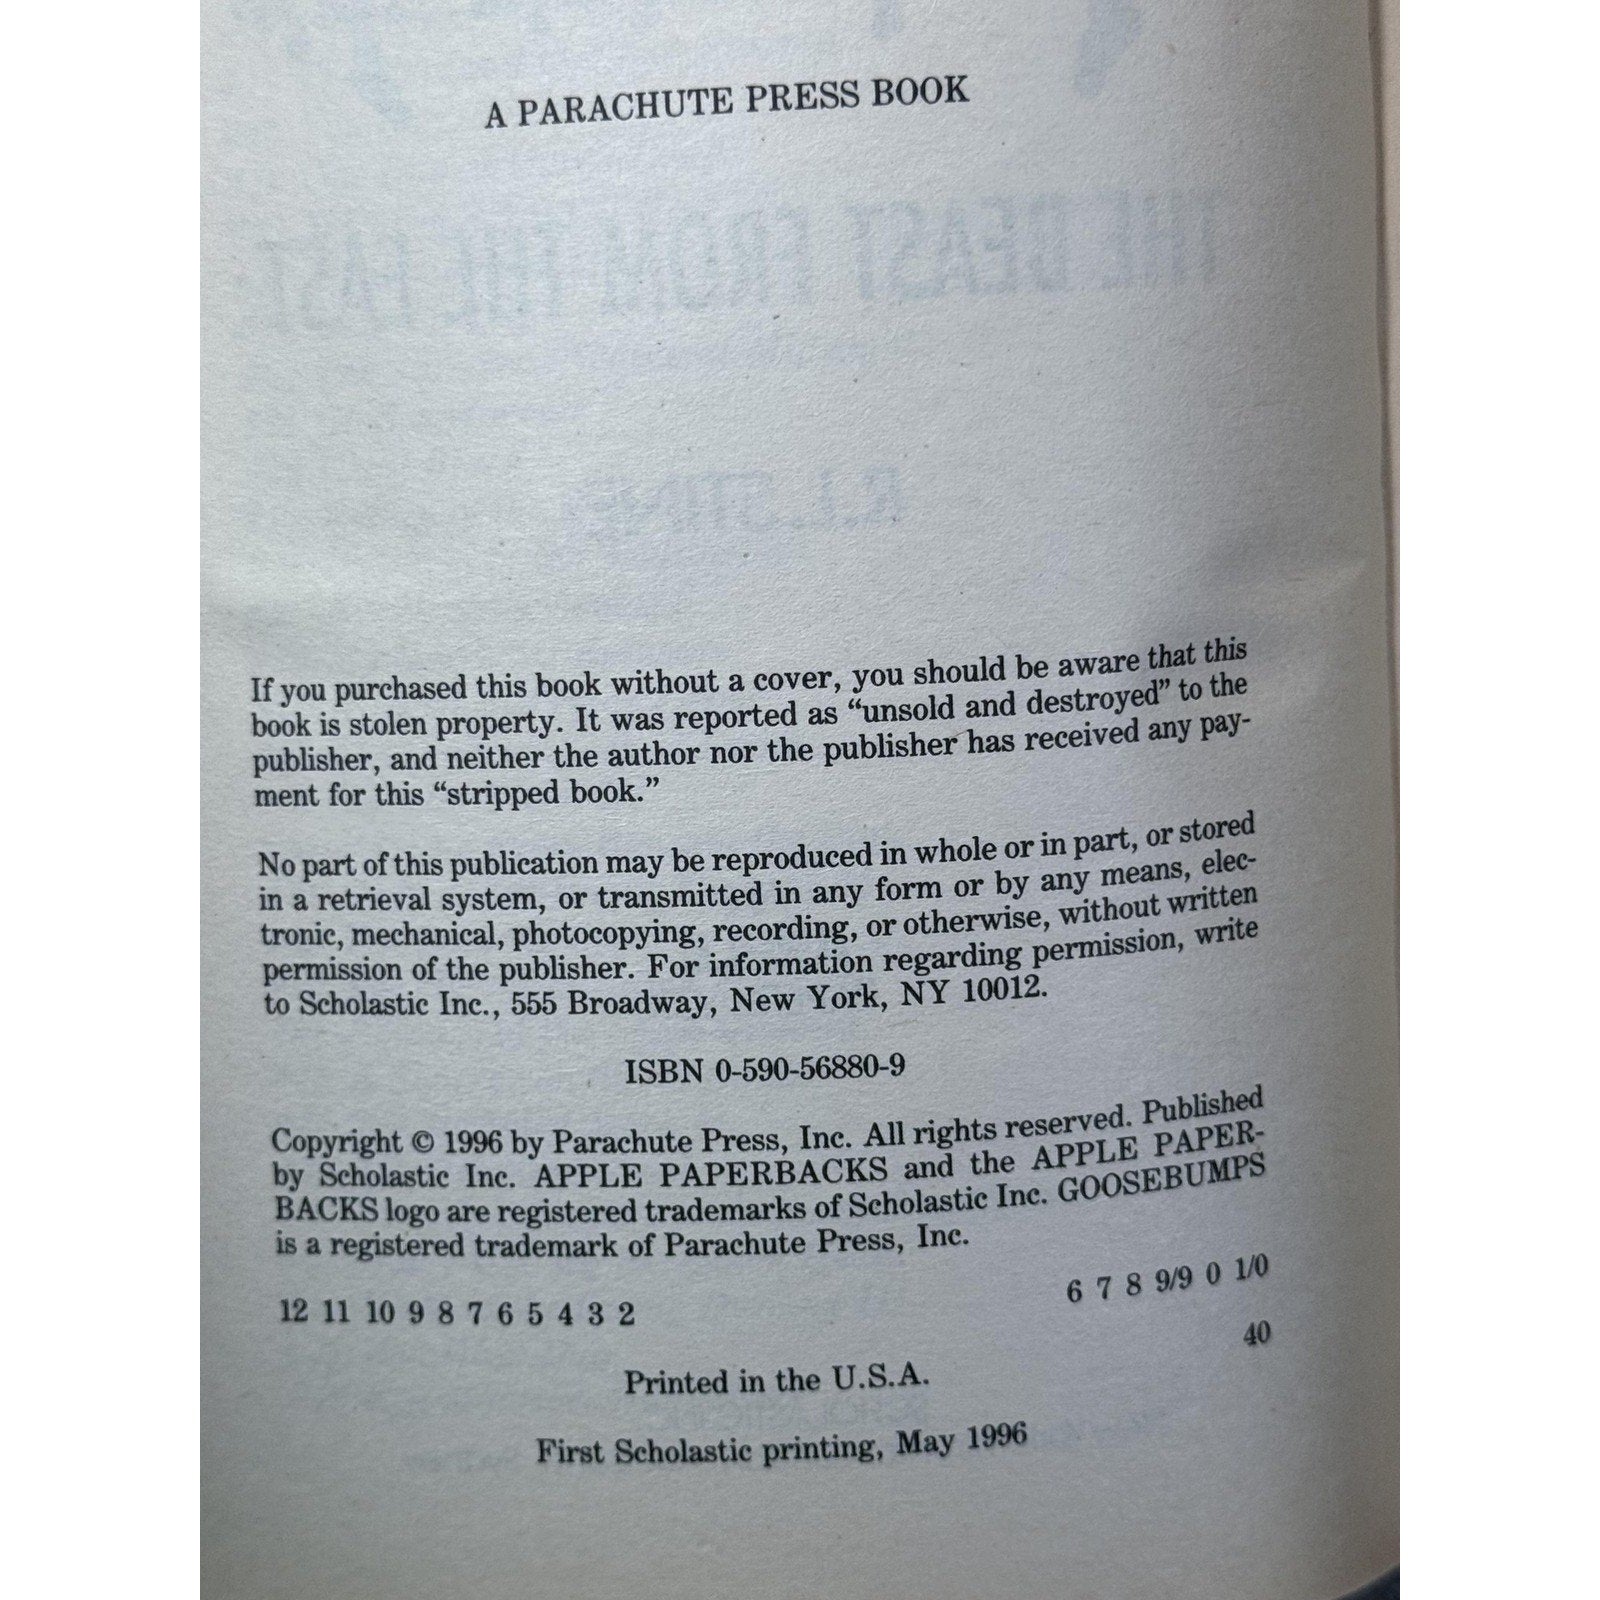 A PARACHUTE PRESS BOOK
THE BEAST FROM THE EAST
R.L. STINE
If you purchased this book without a cover, you should be aware that this
book is stolen property. It was reported as “unsold and destroyed” to the
publisher, and neither the author nor the publisher has received any pay-
ment for this “stripped book.”
No part of this publication may be reproduced in whole or in part, or stored
in a retrieval system, or transmitted in any form or by any means, elec-
tronic, mechanical, photocopying, recording, or otherwise, without written
permission of the publisher. For information regarding permission, write
to Scholastic Inc., 555 Broadway, New York, NY 10012.
ISBN 0-590-56880-9
Copyright © 1996 by Parachute Press, Inc. All rights reserved. Published
by Scholastic Inc. APPLE PAPERBACKS and the APPLE PAPER-
BACKS logo are registered trademarks of Scholastic Inc. GOOSEBUMPS
is a registered trademark of Parachute Press, Inc.
12 11 10 9 8 7 6 5 4 3 2 6 7 8 9/9 0 1/0
40
Printed in the U.S.A.
First Scholastic printing, May 1996